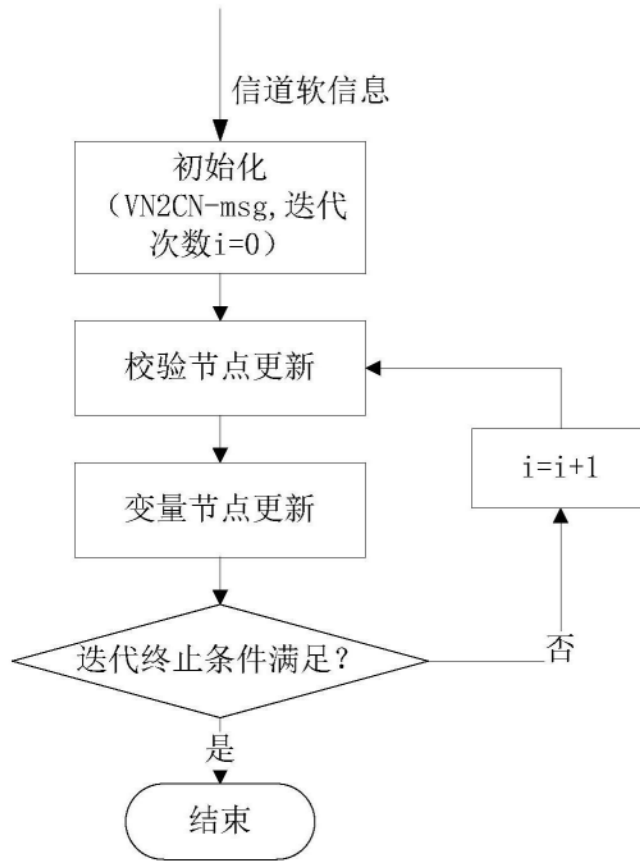 信道软信息
初始化
（VN2CN-msg,迭代
次数i=0）
校验节点更新
i=i+1
变量节点更新
迭代终止条件满足？
否
是
结束